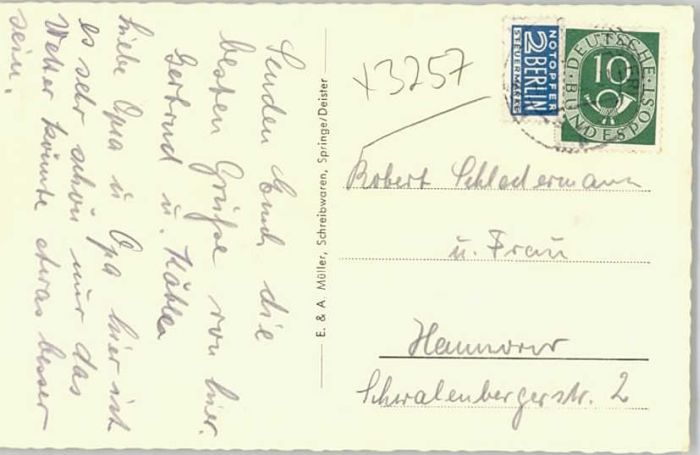 Senden Euch die
besten Grüße von hier.
Gertrud u. Käthe
Liebe Oma u Opa hier ist
es sehr schön nur das
Wetter könnte etwas besser
sein.
E. & A. Müller, Schreibwaren, Springe/Deister
x3257
NOTOPFER
2 BERLIN
STEUERMARKE
DEUTSCHE
10
BUNDESPOST
Robert Schladermann
u. Frau
Hannover
Schwalenbergerstr. 2